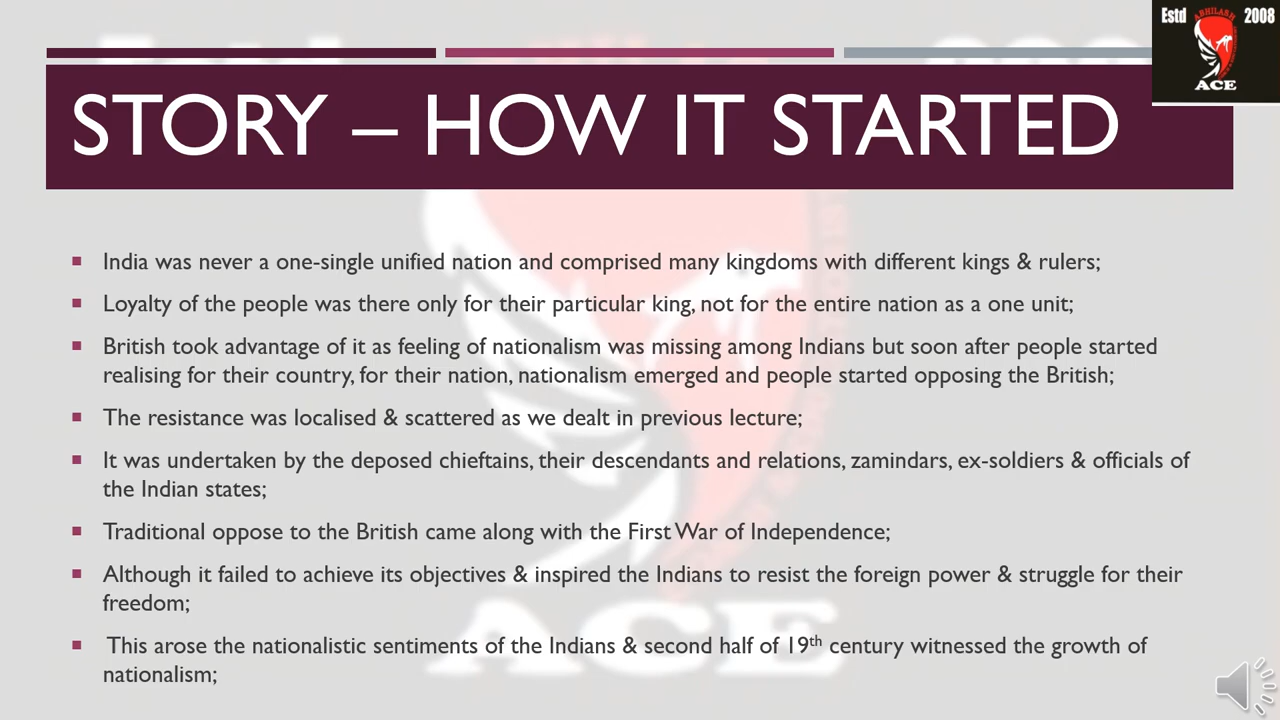 Estd 2008
ABHILASH
ACE
STORY – HOW IT STARTED
India was never a one-single unified nation and comprised many kingdoms with different kings & rulers;
Loyalty of the people was there only for their particular king, not for the entire nation as a one unit;
British took advantage of it as feeling of nationalism was missing among Indians but soon after people started
realising for their country, for their nation, nationalism emerged and people started opposing the British;
The resistance was localised & scattered as we dealt in previous lecture;
It was undertaken by the deposed chieftains, their descendants and relations, zamindars, ex-soldiers & officials of
the Indian states;
Traditional oppose to the British came along with the First War of Independence;
Although it failed to achieve its objectives & inspired the Indians to resist the foreign power & struggle for their
freedom;
This arose the nationalistic sentiments of the Indians & second half of 19th century witnessed the growth of
nationalism;
ACE